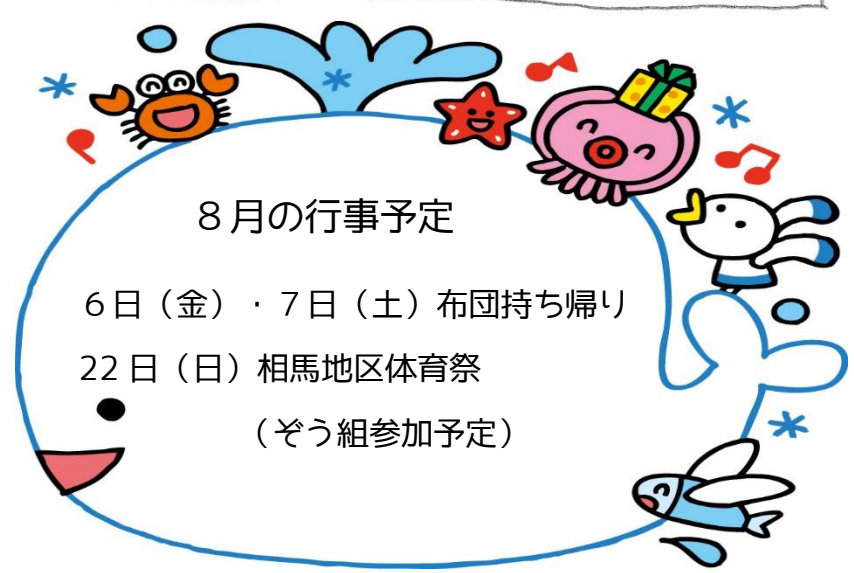 ８月の行事予定
６日（金）・７日（土）布団持ち帰り
22日（日）相馬地区体育祭
（ぞう組参加予定）